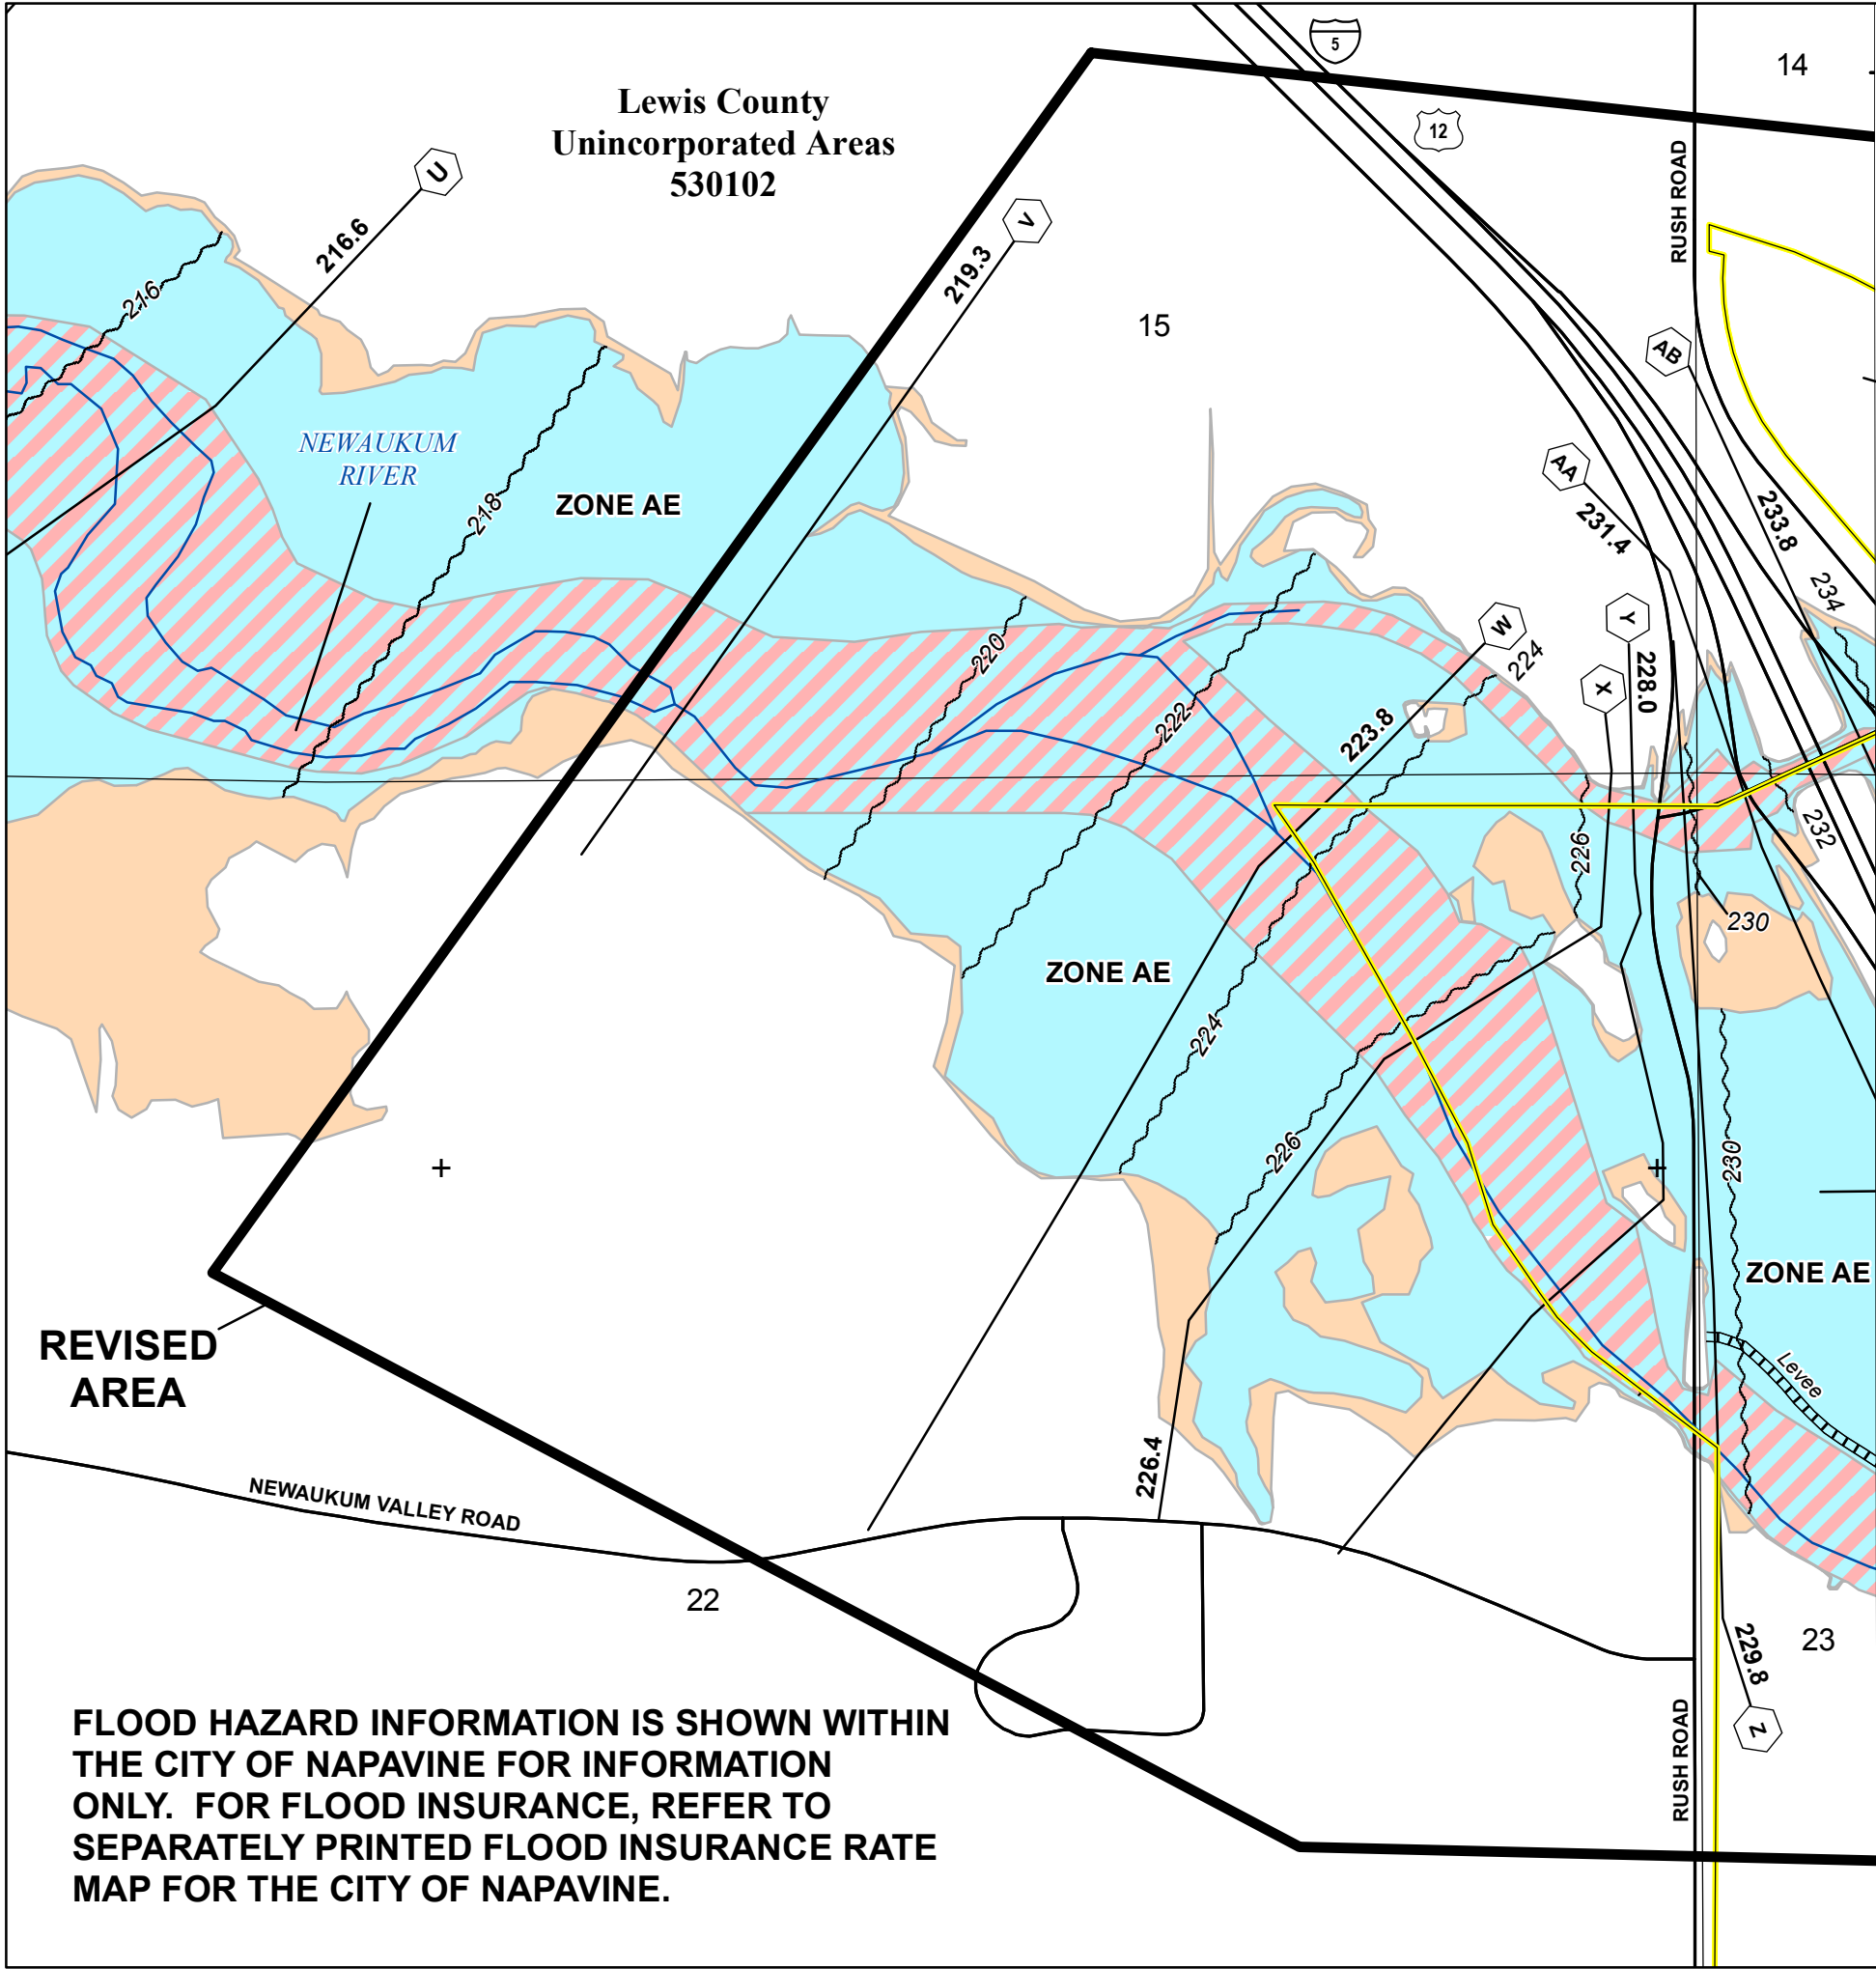 5
14
12
Lewis County
Unincorporated Areas
530102
U
216.6
V
219.3
RUSH ROAD
216
15
AB
NEWAUKUM
RIVER
218
ZONE AE
AA
231.4
233.8
234
W
Y
220
224
X
228.0
222
223.8
226
232
230
ZONE AE
224
226
230
ZONE AE
REVISED
AREA
Levee
226.4
NEWAUKUM VALLEY ROAD
22
229.8
23
Z
RUSH ROAD
FLOOD HAZARD INFORMATION IS SHOWN WITHIN
THE CITY OF NAPAVINE FOR INFORMATION
ONLY.  FOR FLOOD INSURANCE, REFER TO
SEPARATELY PRINTED FLOOD INSURANCE RATE
MAP FOR THE CITY OF NAPAVINE.